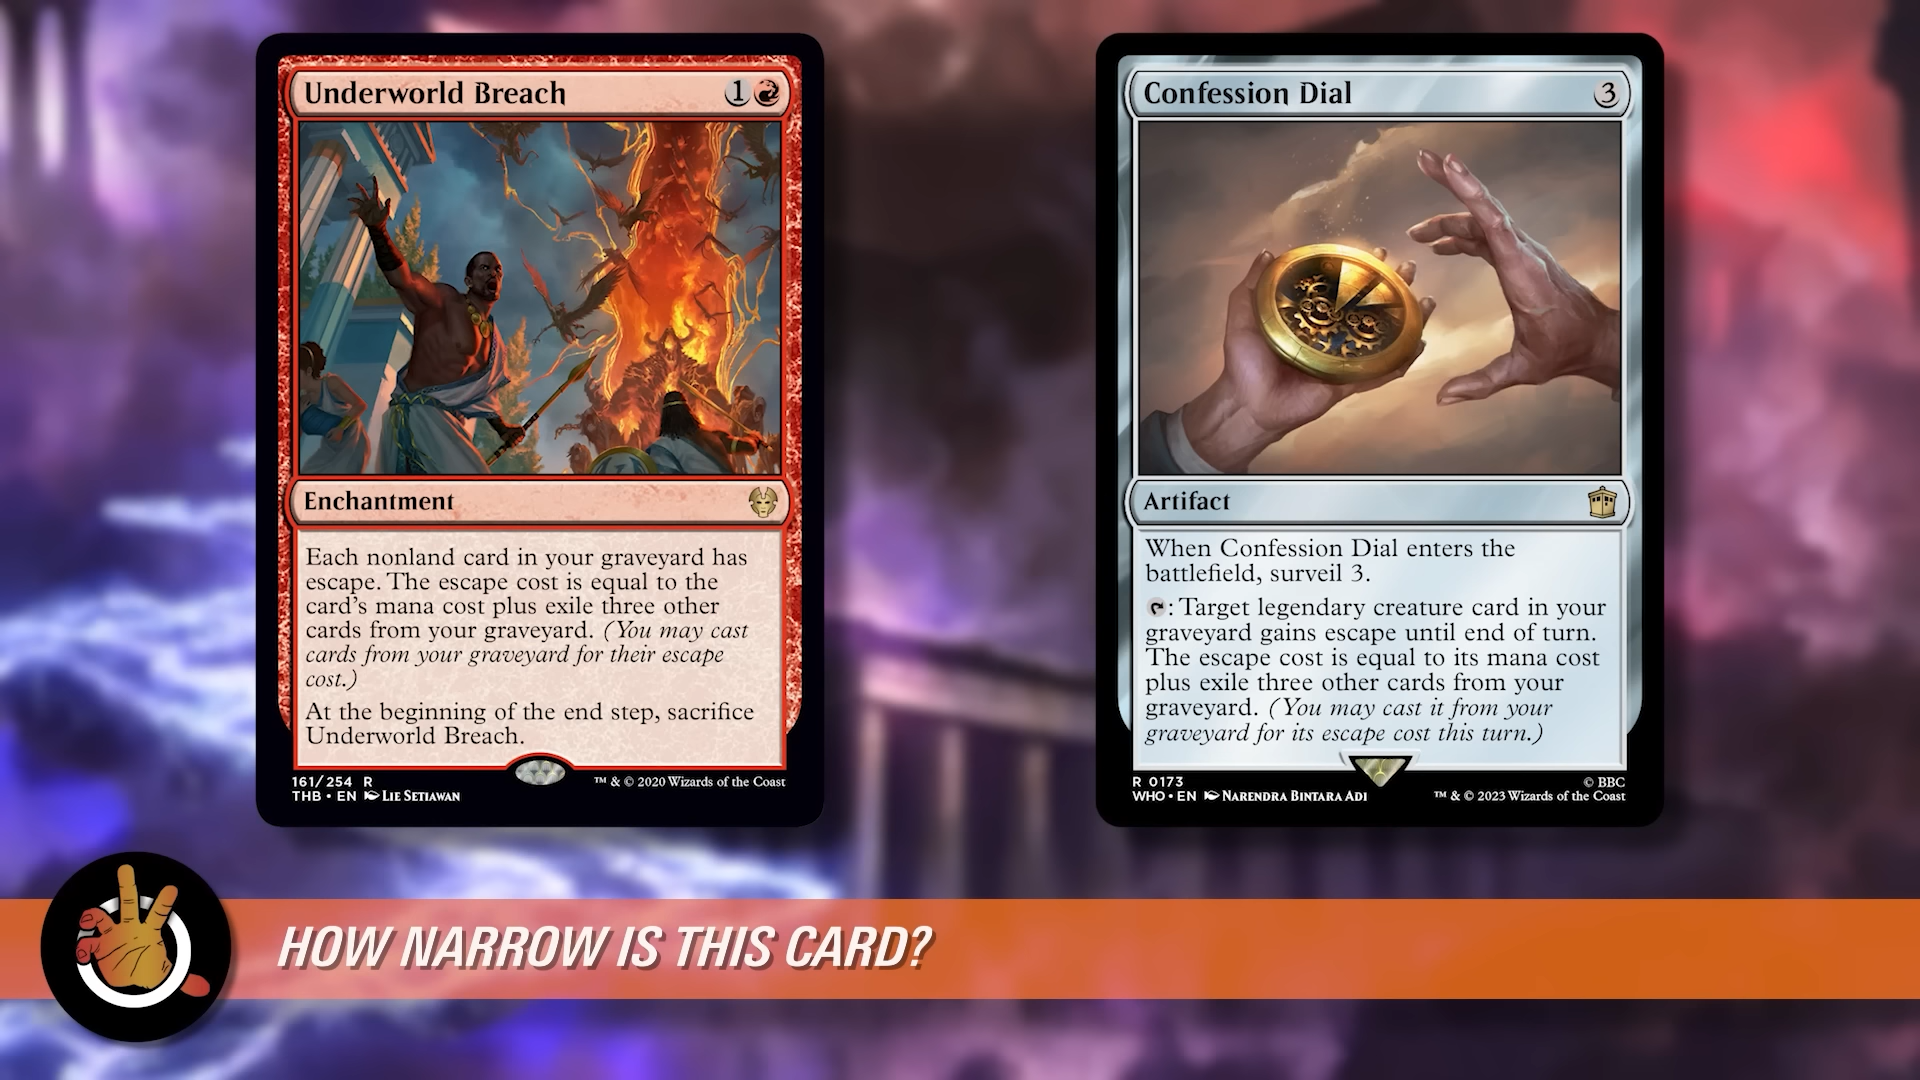 Underworld Breach 1
Enchantment
Each nonland card in your graveyard has
escape. The escape cost is equal to the
card's mana cost plus exile three other
cards from your graveyard. (You may cast
cards from your graveyard for their escape
cost.)
At the beginning of the end step, sacrifice
Underworld Breach.
161/254 R
THB • EN LIE SETIAWAN
™ & © 2020 Wizards of the Coast
Confession Dial 3
Artifact
When Confession Dial enters the
battlefield, surveil 3.
: Target legendary creature card in your
graveyard gains escape until end of turn.
The escape cost is equal to its mana cost
plus exile three other cards from your
graveyard. (You may cast it from your
graveyard for its escape cost this turn.)
R 0173
WHO • EN NARENDRA BINTARA ADI
© BBC
™ & © 2023 Wizards of the Coast
HOW NARROW IS THIS CARD?